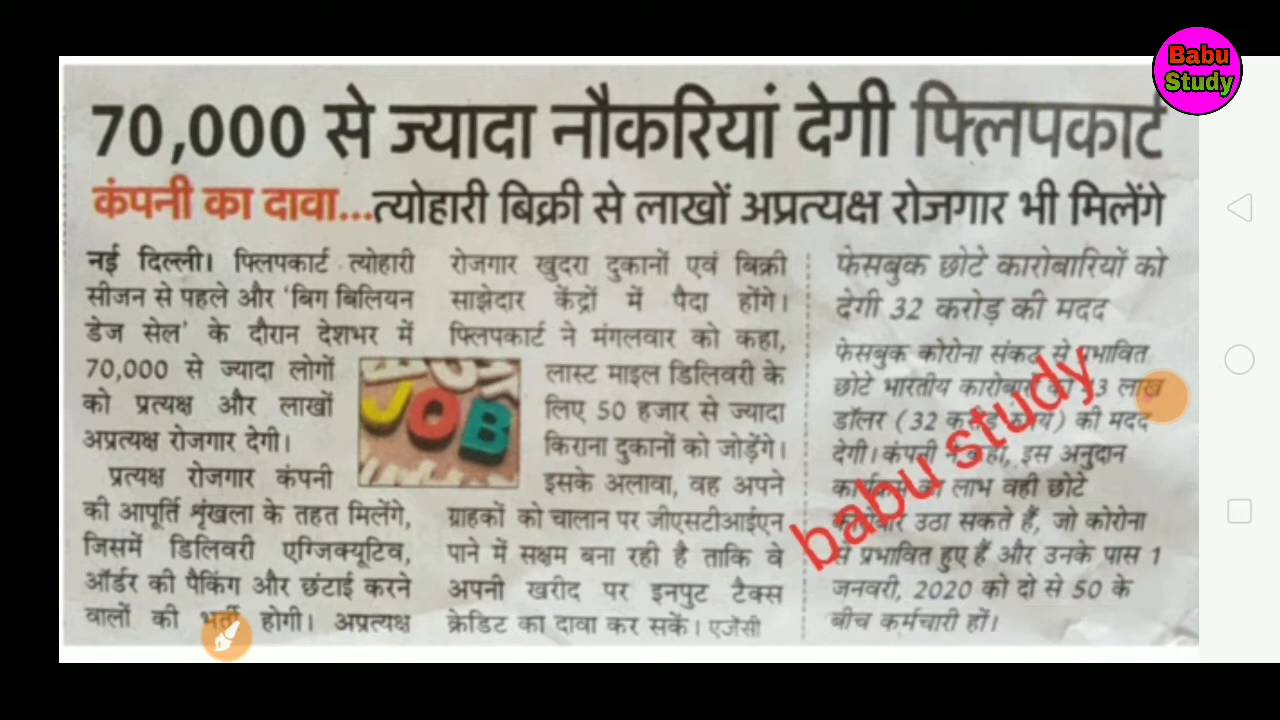 Babu
Study
70,000 से ज्यादा नौकरियां देगी फ्लिपकार्ट
कंपनी का दावा...त्योहारी बिक्री से लाखों अप्रत्यक्ष रोजगार भी मिलेंगे
नई दिल्ली। फ्लिपकार्ट त्योहारी
सीजन से पहले और 'बिग बिलियन
डेज सेल' के दौरान देशभर में
70,000 से ज्यादा लोगों
को प्रत्यक्ष और लाखों
अप्रत्यक्ष रोजगार देगी।
प्रत्यक्ष रोजगार कंपनी
की आपूर्ति शृंखला के तहत मिलेंगे,
जिसमें डिलिवरी एग्जिक्यूटिव,
ऑर्डर की पैकिंग और छंटाई करने
वालों की भर्ती होगी। अप्रत्यक्ष
JOB
रोजगार खुदरा दुकानों एवं बिक्री
साझेदार केंद्रों में पैदा होंगे।
फ्लिपकार्ट ने मंगलवार को कहा,
लास्ट माइल डिलिवरी के
लिए 50 हजार से ज्यादा
किराना दुकानों को जोड़ेंगे।
इसके अलावा, वह अपने
ग्राहकों को चालान पर जीएसटीआईएन
पाने में सक्षम बना रही है ताकि वे
अपनी खरीद पर इनपुट टैक्स
क्रेडिट का दावा कर सकें। एजेंसी
फेसबुक छोटे कारोबारियों को
देगी 32 करोड़ की मदद
फेसबुक कोरोना संकट से प्रभावित
छोटे भारतीय लाख
डॉलर (32 की मदद
देगी। कंपनी इस अनुदान
लाभ वही छोटे
उठा सकते हैं, जो कोरोना
से प्रभावित हुए हैं और उनके पास 1
जनवरी, 2020 को दो से 50 के
बीच कर्मचारी हों।
babu study